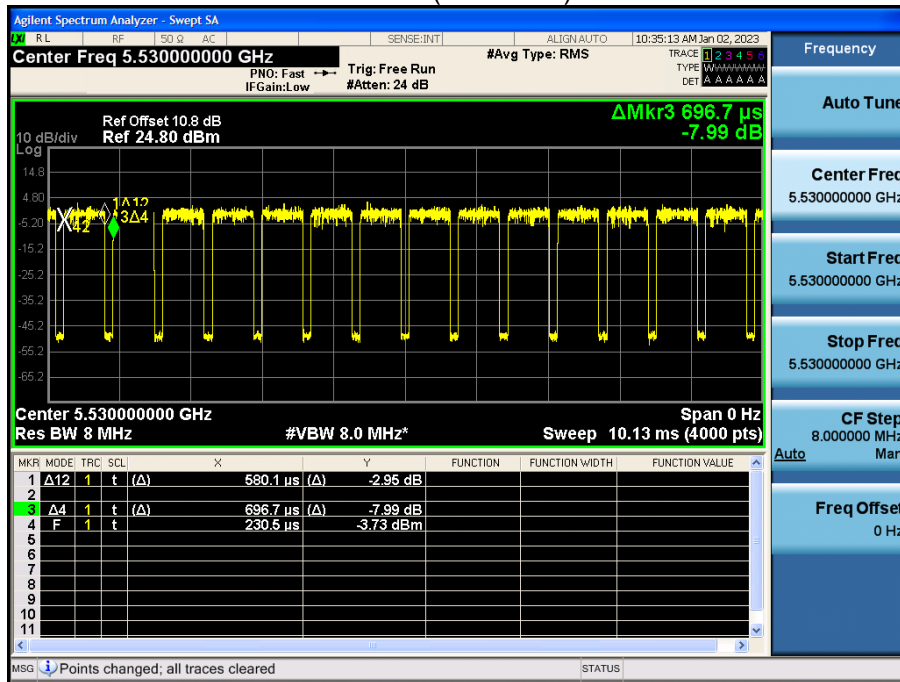 Agilent Spectrum Analyzer - Swept SA
LXI RL RF 50 Ω AC SENSE:INT ALIGN AUTO 10:35:13 AM Jan 02, 2023
Center Freq 5.530000000 GHz #Avg Type: RMS TRACE 1 2 3 4 5 6
PNO: Fast Trig: Free Run TYPE WWWWWW
IFGain:Low #Atten: 24 dB DET A A A A A A
Ref Offset 10.8 dB ΔMkr3 696.7 µs
10 dB/div Ref 24.80 dBm -7.99 dB
Log
14.8
4.80
1Δ12
3Δ4
-5.20
42
-15.2
-25.2
-35.2
-45.2
-55.2
-65.2
Center 5.530000000 GHz Span 0 Hz
Res BW 8 MHz #VBW 8.0 MHz* Sweep 10.13 ms (4000 pts)
MKR MODE TRC SCL X Y FUNCTION FUNCTION WIDTH FUNCTION VALUE
1 Δ12 1 t (Δ) 580.1 µs (Δ) -2.95 dB
2
3 Δ4 1 t (Δ) 696.7 µs (Δ) -7.99 dB
4 F 1 t 230.5 µs -3.73 dBm
5
6
7
8
9
10
11
MSG Points changed; all traces cleared STATUS
Frequency
Auto Tune
Center Freq
5.530000000 GHz
Start Freq
5.530000000 GHz
Stop Freq
5.530000000 GHz
CF Step
8.000000 MHz
Auto Man
Freq Offset
0 Hz